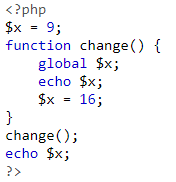 <?php
$x = 9;
function change() {
    global $x;
    echo $x;
    $x = 16;
}
change();
echo $x;
?>